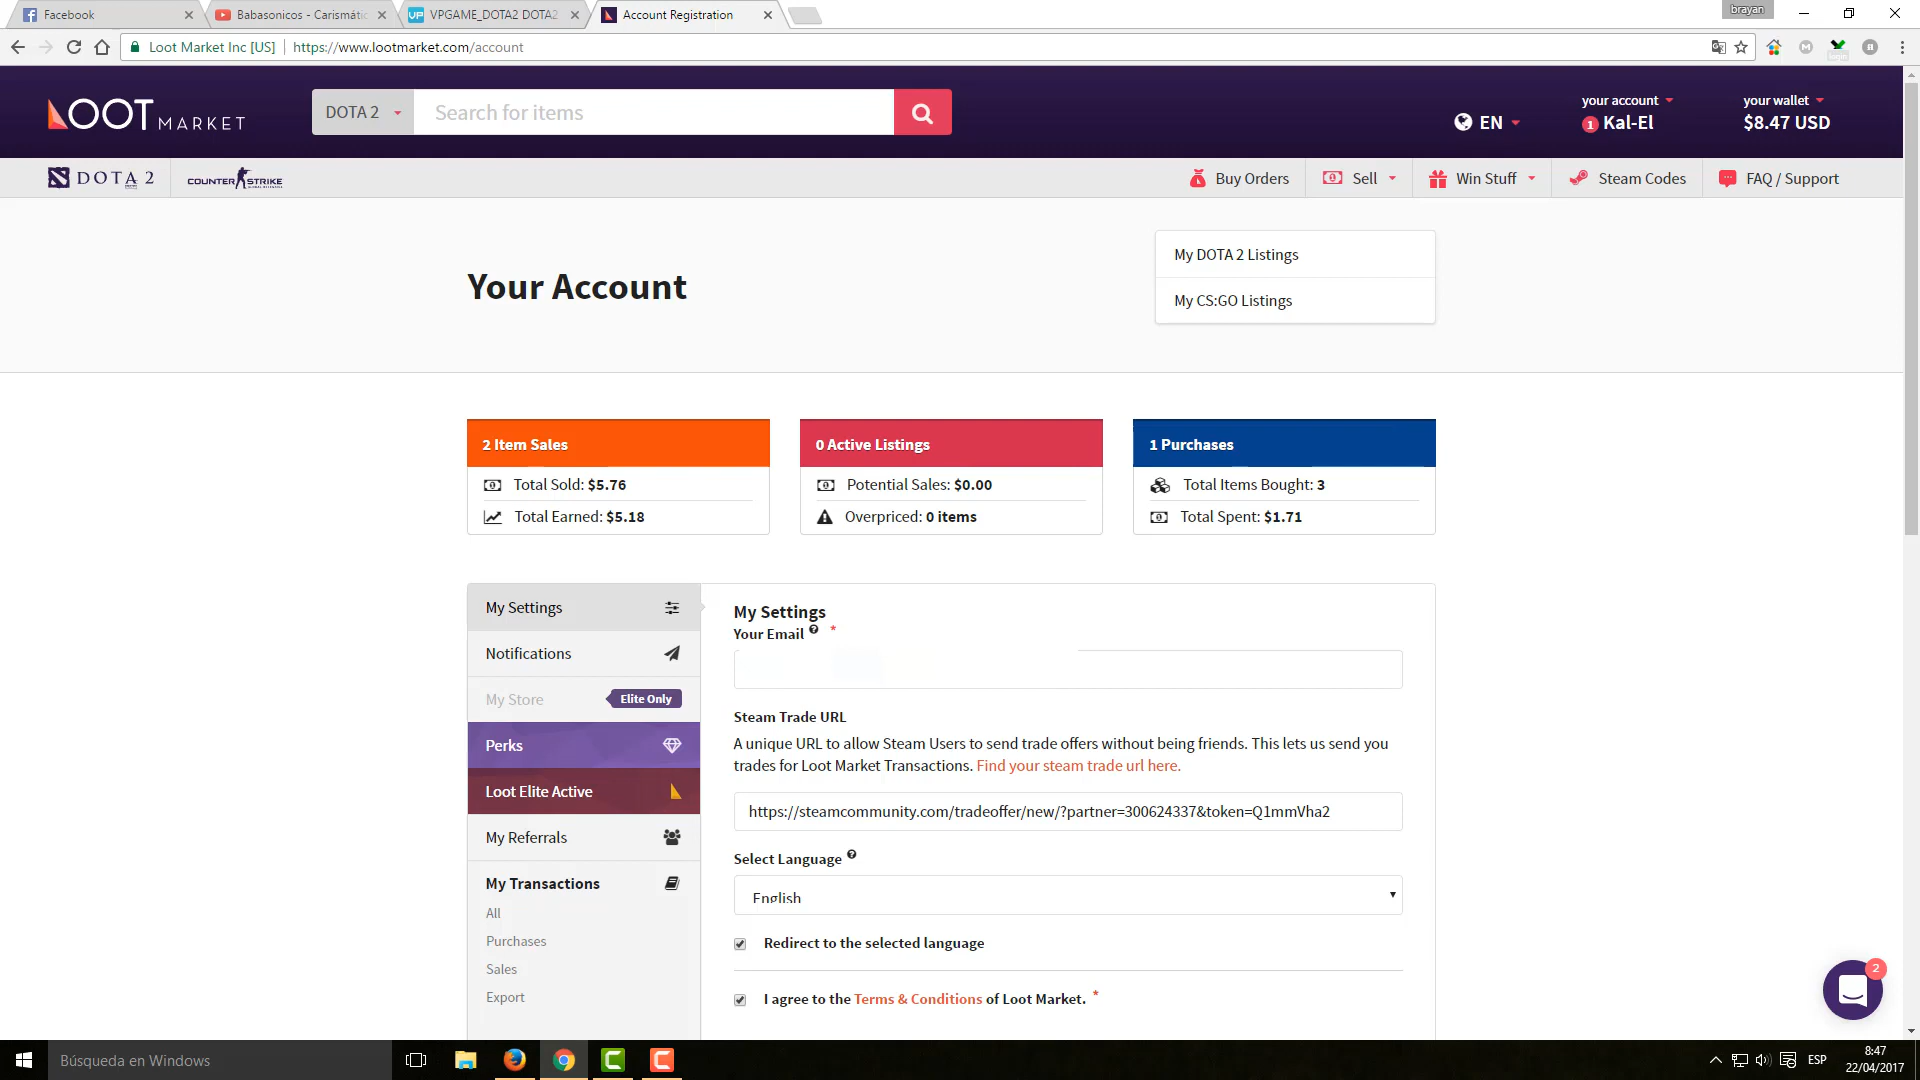 Facebook
Babasonicos - Carismátic
VPGAME_DOTA2 DOTA2
Account Registration
brayan
Loot Market Inc [US]
https://www.lootmarket.com/account
LOOT MARKET
DOTA 2
Search for items
EN
your account
1 Kal-El
your wallet
$8.47 USD
DOTA 2
COUNTER STRIKE
Buy Orders
Sell
Win Stuff
Steam Codes
FAQ / Support
Your Account
My DOTA 2 Listings
My CS:GO Listings
2 Item Sales
Total Sold: $5.76
Total Earned: $5.18
0 Active Listings
Potential Sales: $0.00
Overpriced: 0 items
1 Purchases
Total Items Bought: 3
Total Spent: $1.71
My Settings
Notifications
My Store
Elite Only
Perks
Loot Elite Active
My Referrals
My Transactions
All
Purchases
Sales
Export
My Settings
Your Email *
Steam Trade URL
A unique URL to allow Steam Users to send trade offers without being friends. This lets us send you
trades for Loot Market Transactions. Find your steam trade url here.
https://steamcommunity.com/tradeoffer/new/?partner=300624337&token=Q1mmVha2
Select Language
English
Redirect to the selected language
I agree to the Terms & Conditions of Loot Market. *
2
Búsqueda en Windows
ESP
8:47
22/04/2017